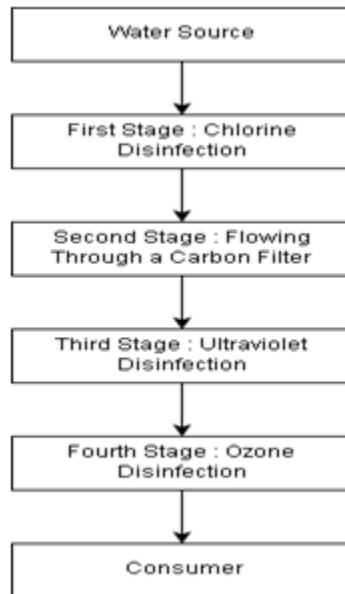 Water Source
First Stage : Chlorine
Disinfection
Second Stage : Flowing
Through a Carbon Filter
Third Stage : Ultraviolet
Disinfection
Fourth Stage : Ozone
Disinfection
Consumer